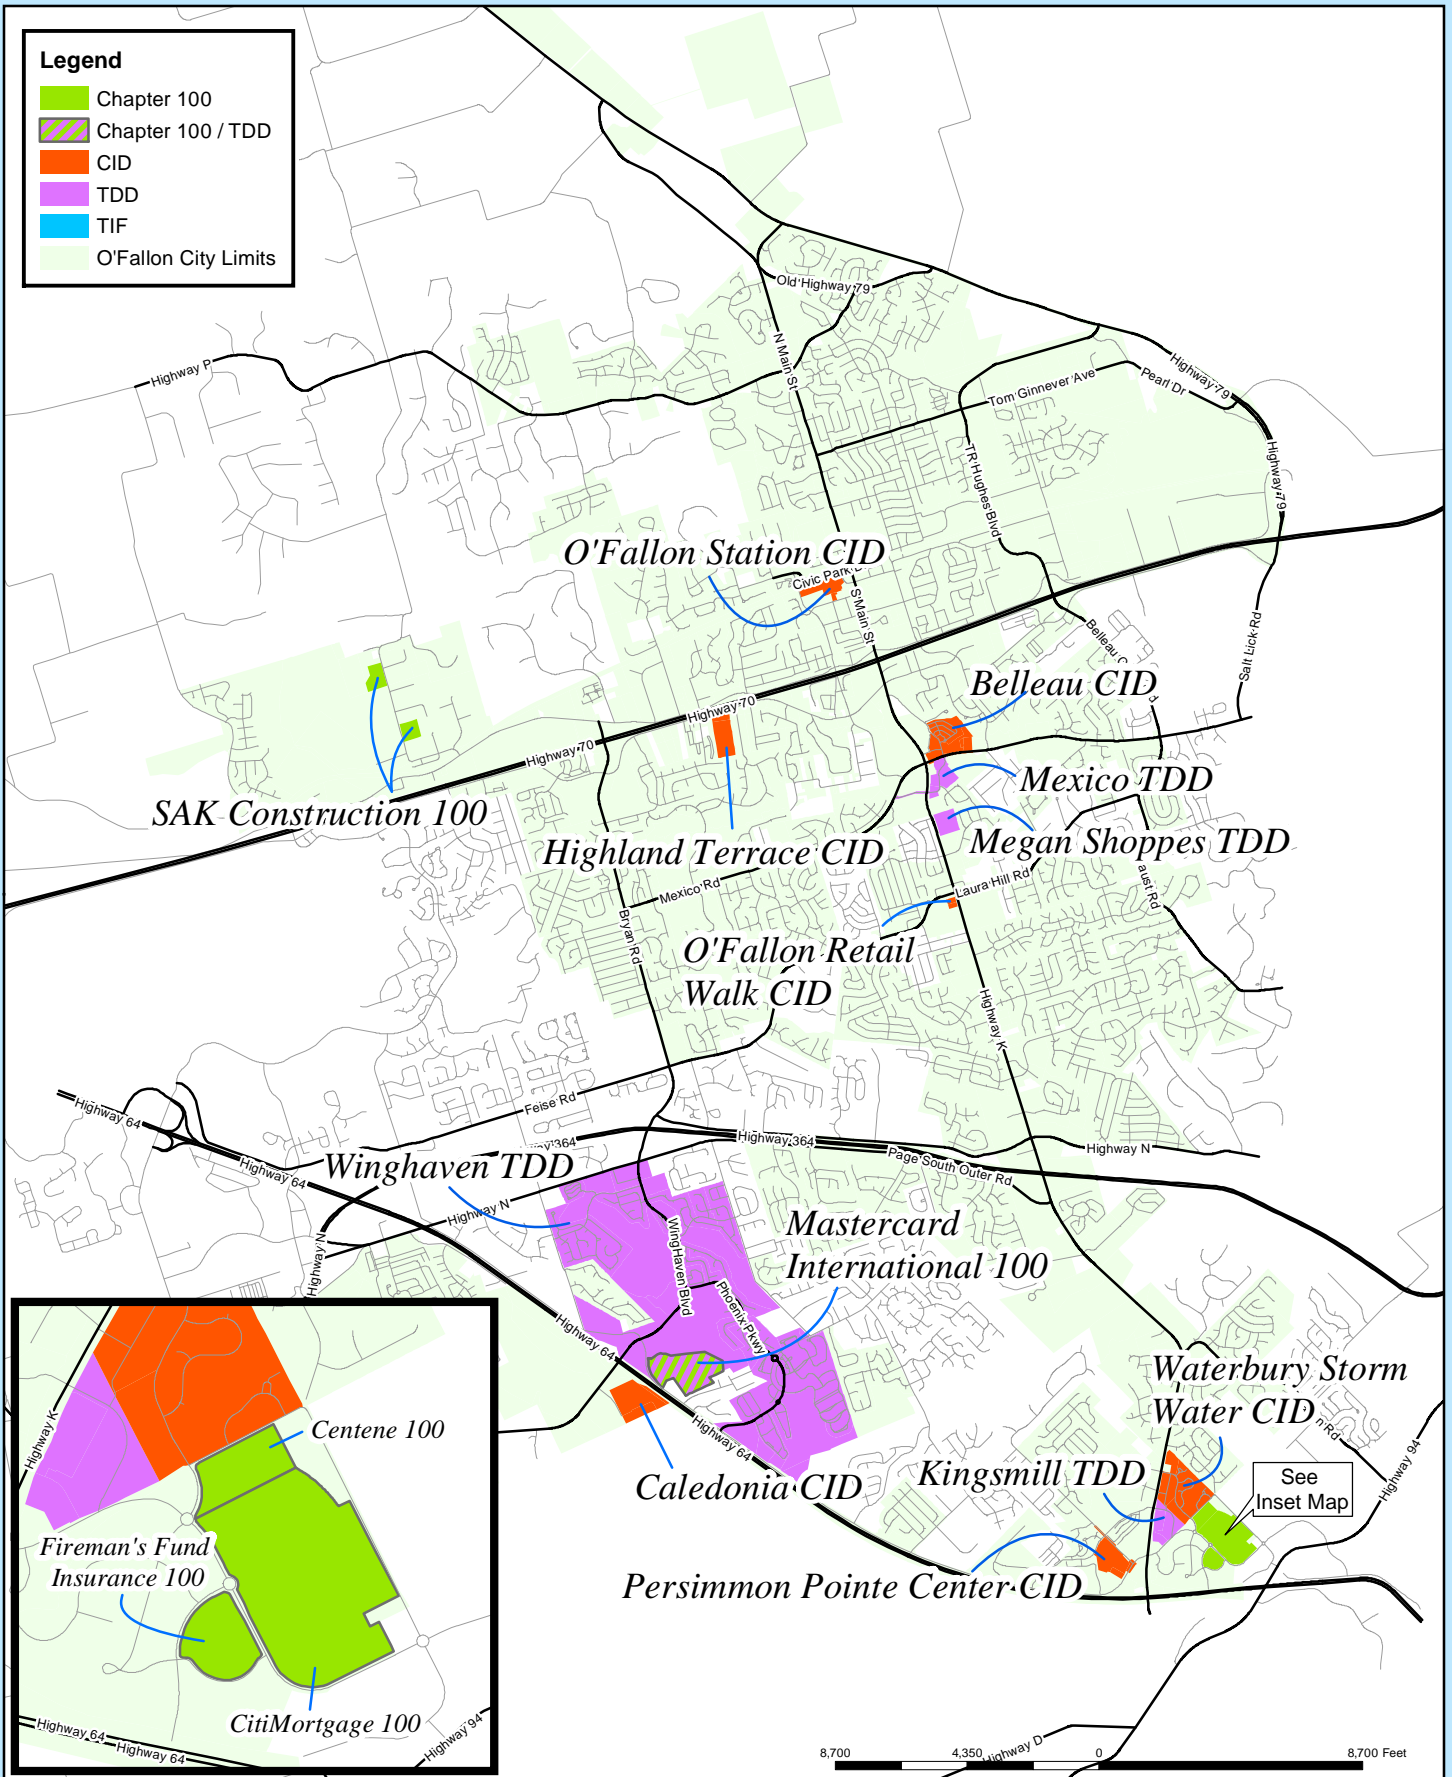 Legend
Chapter 100
Chapter 100 / TDD
CID
TDD
TIF
O'Fallon City Limits
Old Highway 79
Highway P
N Main St
Highway 79
Pearl Dr
Tom Ginnever Ave
Highway 79
TR Hughes Blvd
O'Fallon Station CID
Civic Park
S Main St
Belleau
Salt Lick Rd
Belleau CID
Highway 70
Highway 70
Mexico TDD
SAK Construction 100
Megan Shoppes TDD
Highland Terrace CID
Mexico Rd
Laura Hill Rd
Bryan Rd
O'Fallon Retail
Walk CID
Highway K
Feise Rd
Highway 64
Highway 364
Highway N
Page South Outer Rd
Highway 64
Winghaven TDD
Highway N
Highway N
Mastercard
International 100
WingHaven Blvd
Phoenix Pkwy
Highway 64
Waterbury Storm
Water CID
Highway 64
Highway 94
Kingsmill TDD
See
Inset Map
Caledonia CID
Persimmon Pointe Center CID
Highway K
Centene 100
Fireman's Fund
Insurance 100
CitiMortgage 100
Highway 64
Highway 64
Highway 94
Highway D
8,700 4,350 0 8,700 Feet